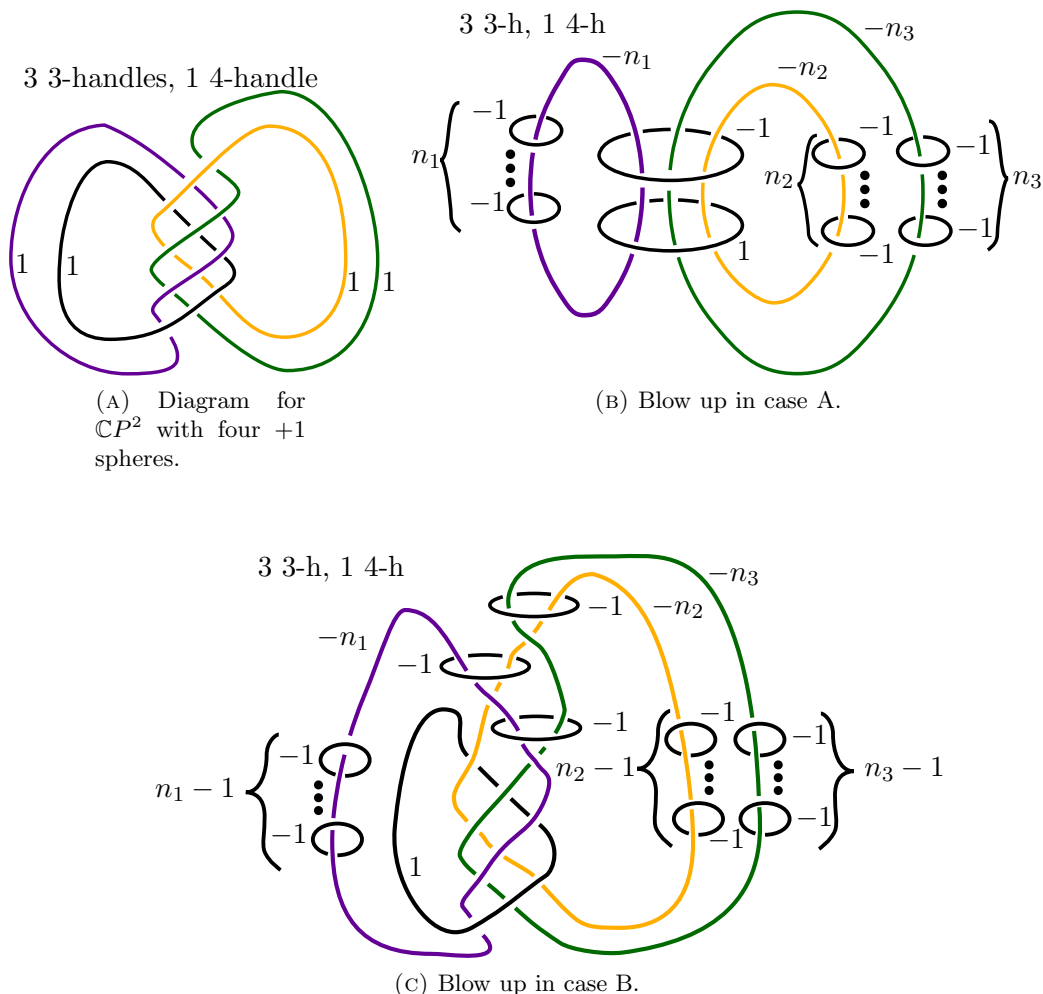 3 3-handles, 1 4-handle
1
1
1
1
(A) Diagram for
ℂP² with four +1
spheres.
3 3-h, 1 4-h
−n₁
−n₃
−n₂
−1
−1
−1
−1
n₁
n₂
n₃
−1
−1
1
−1
−1
(B) Blow up in case A.
3 3-h, 1 4-h
−n₃
−1
−n₂
−n₁
−1
−1
−1
−1
−1
n₁ − 1
n₂ − 1
n₃ − 1
−1
−1
−1
1
(C) Blow up in case B.